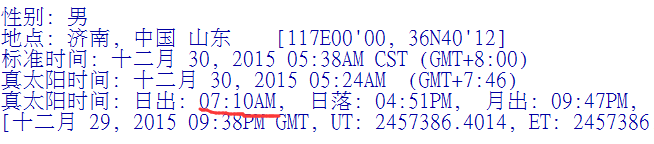 性别: 男
地点: 济南, 中国 山东    [117E00'00, 36N40'12]
标准时间: 十二月 30, 2015 05:38AM CST (GMT+8:00)
真太阳时间: 十二月 30, 2015 05:24AM  (GMT+7:46)
真太阳时间: 日出: 07:10AM,  日落: 04:51PM,  月出: 09:47PM,
[十二月 29, 2015 09:38PM GMT, UT: 2457386.4014, ET: 2457386